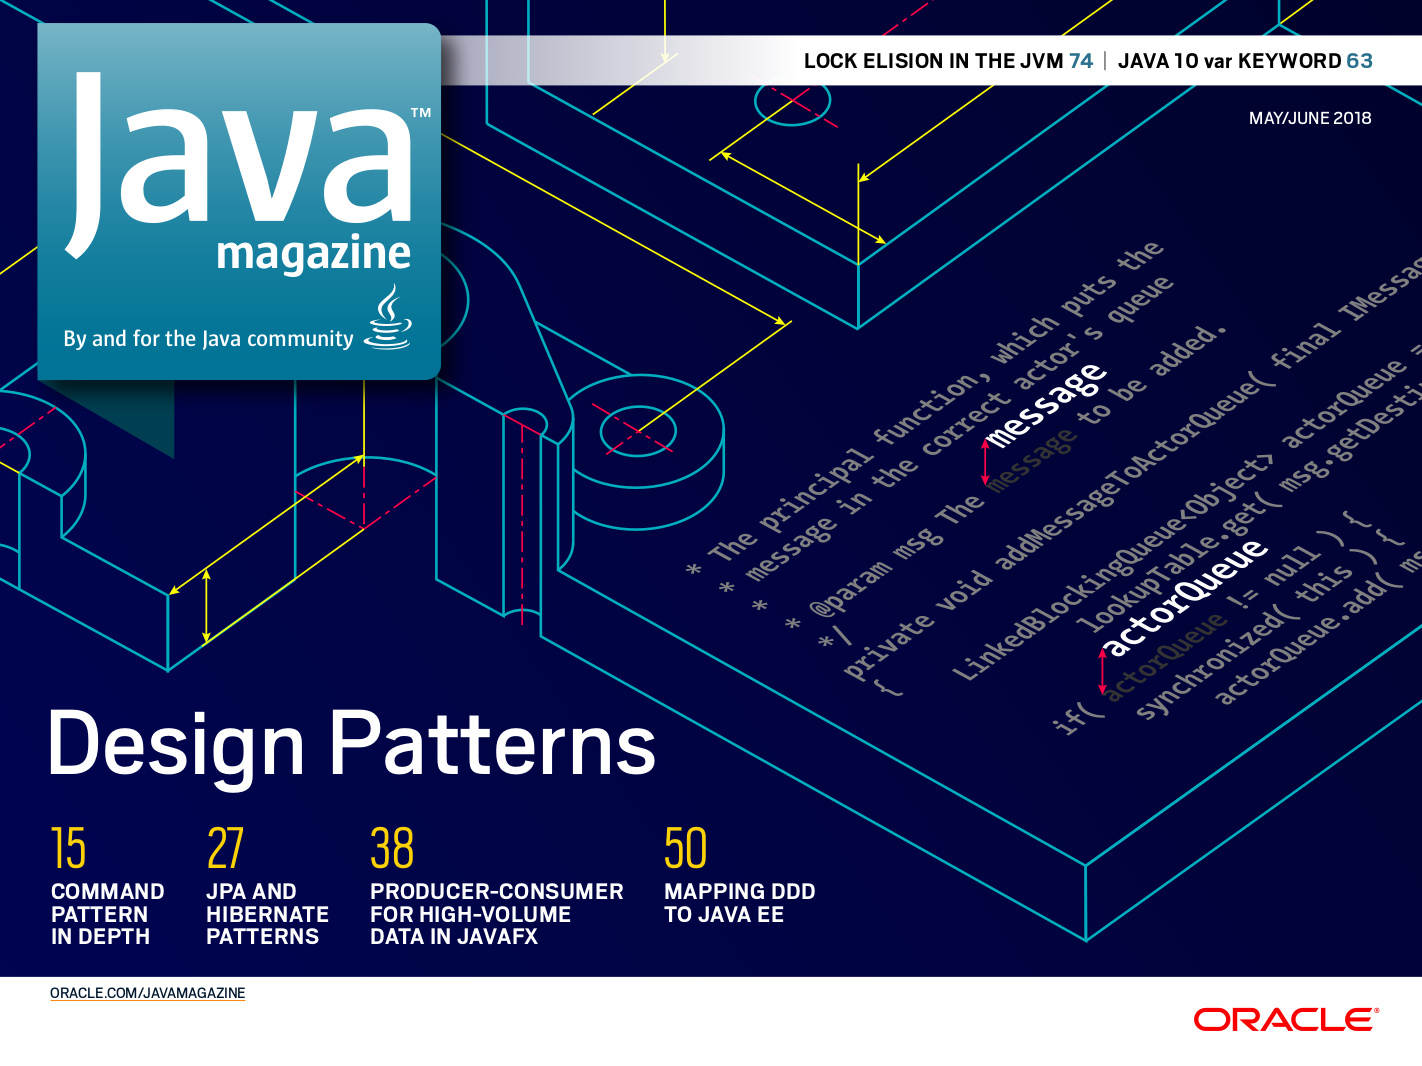 LOCK ELISION IN THE JVM 74 | JAVA 10 var KEYWORD 63
MAY/JUNE 2018
Java™
magazine
By and for the Java community
* The principal function, which puts the
* message in the correct actor's queue
*
message
* @param msg The message to be added.
*/
private void addMessageToActorQueue( final IMessag
{
LinkedBlockingQueue<Object> actorQueue =
lookupTable.get( msg.getDesti
actorQueue
if( actorQueue != null ) {
synchronized( this ) {
actorQueue.add( ms
Design Patterns
15
COMMAND
PATTERN
IN DEPTH
27
JPA AND
HIBERNATE
PATTERNS
38
PRODUCER-CONSUMER
FOR HIGH-VOLUME
DATA IN JAVAFX
50
MAPPING DDD
TO JAVA EE
ORACLE.COM/JAVAMAGAZINE
ORACLE®